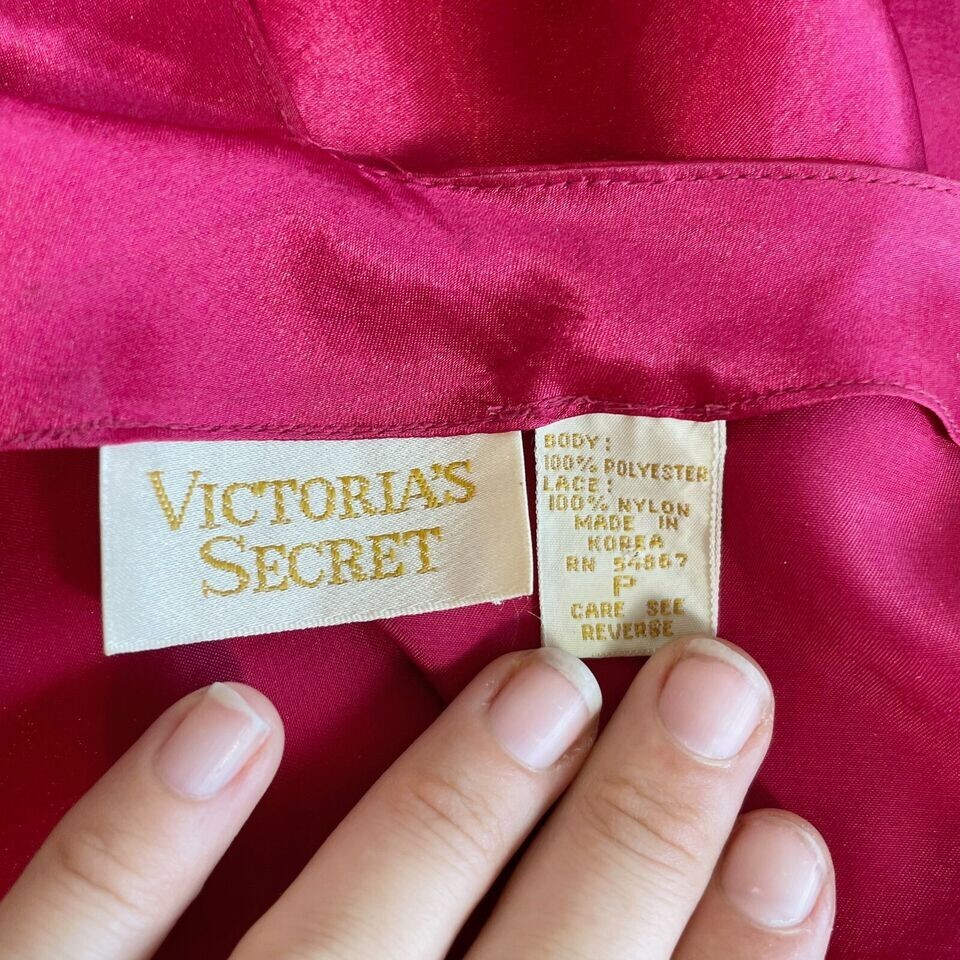 VICTORIA'S
SECRET
BODY:
100% POLYESTER
LACE:
100% NYLON
MADE IN
KOREA
RN 54867
P
CARE SEE
REVERSE